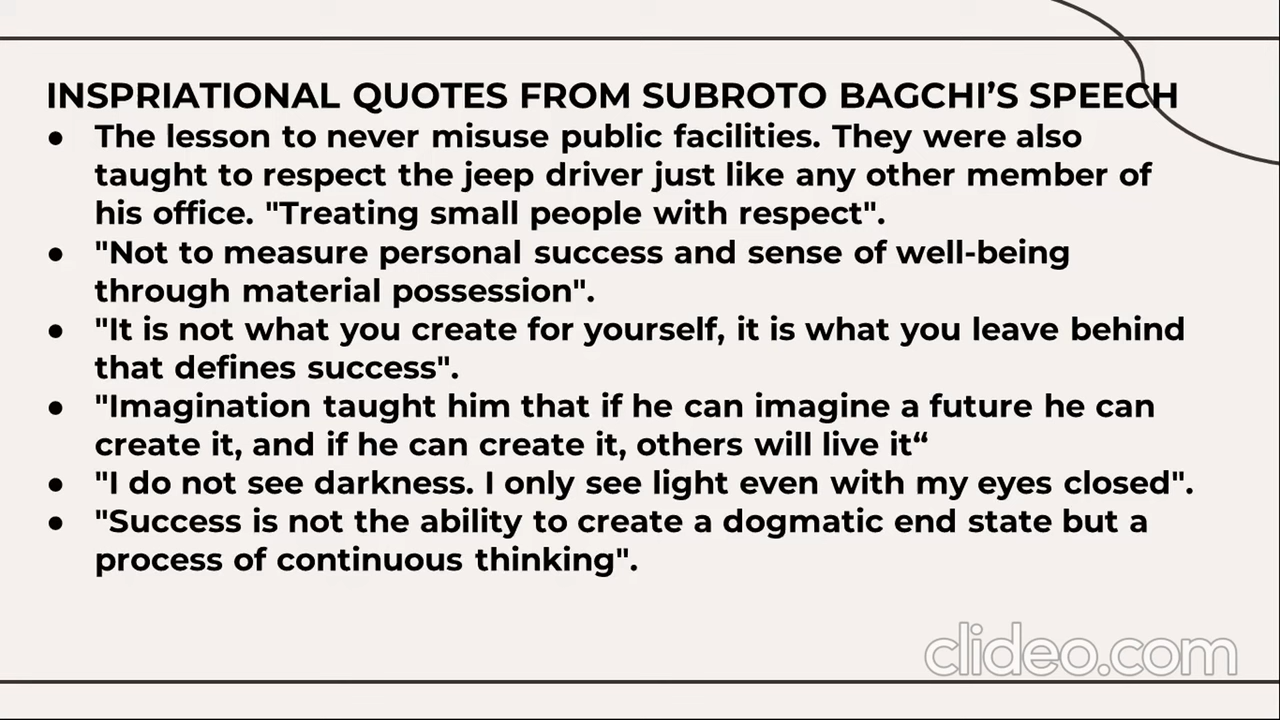 INSPRIATIONAL QUOTES FROM SUBROTO BAGCHI’S SPEECH
● The lesson to never misuse public facilities. They were also
taught to respect the jeep driver just like any other member of
his office. "Treating small people with respect".
● "Not to measure personal success and sense of well-being
through material possession".
● "It is not what you create for yourself, it is what you leave behind
that defines success".
● "Imagination taught him that if he can imagine a future he can
create it, and if he can create it, others will live it“
● "I do not see darkness. I only see light even with my eyes closed".
● "Success is not the ability to create a dogmatic end state but a
process of continuous thinking".
clideo.com